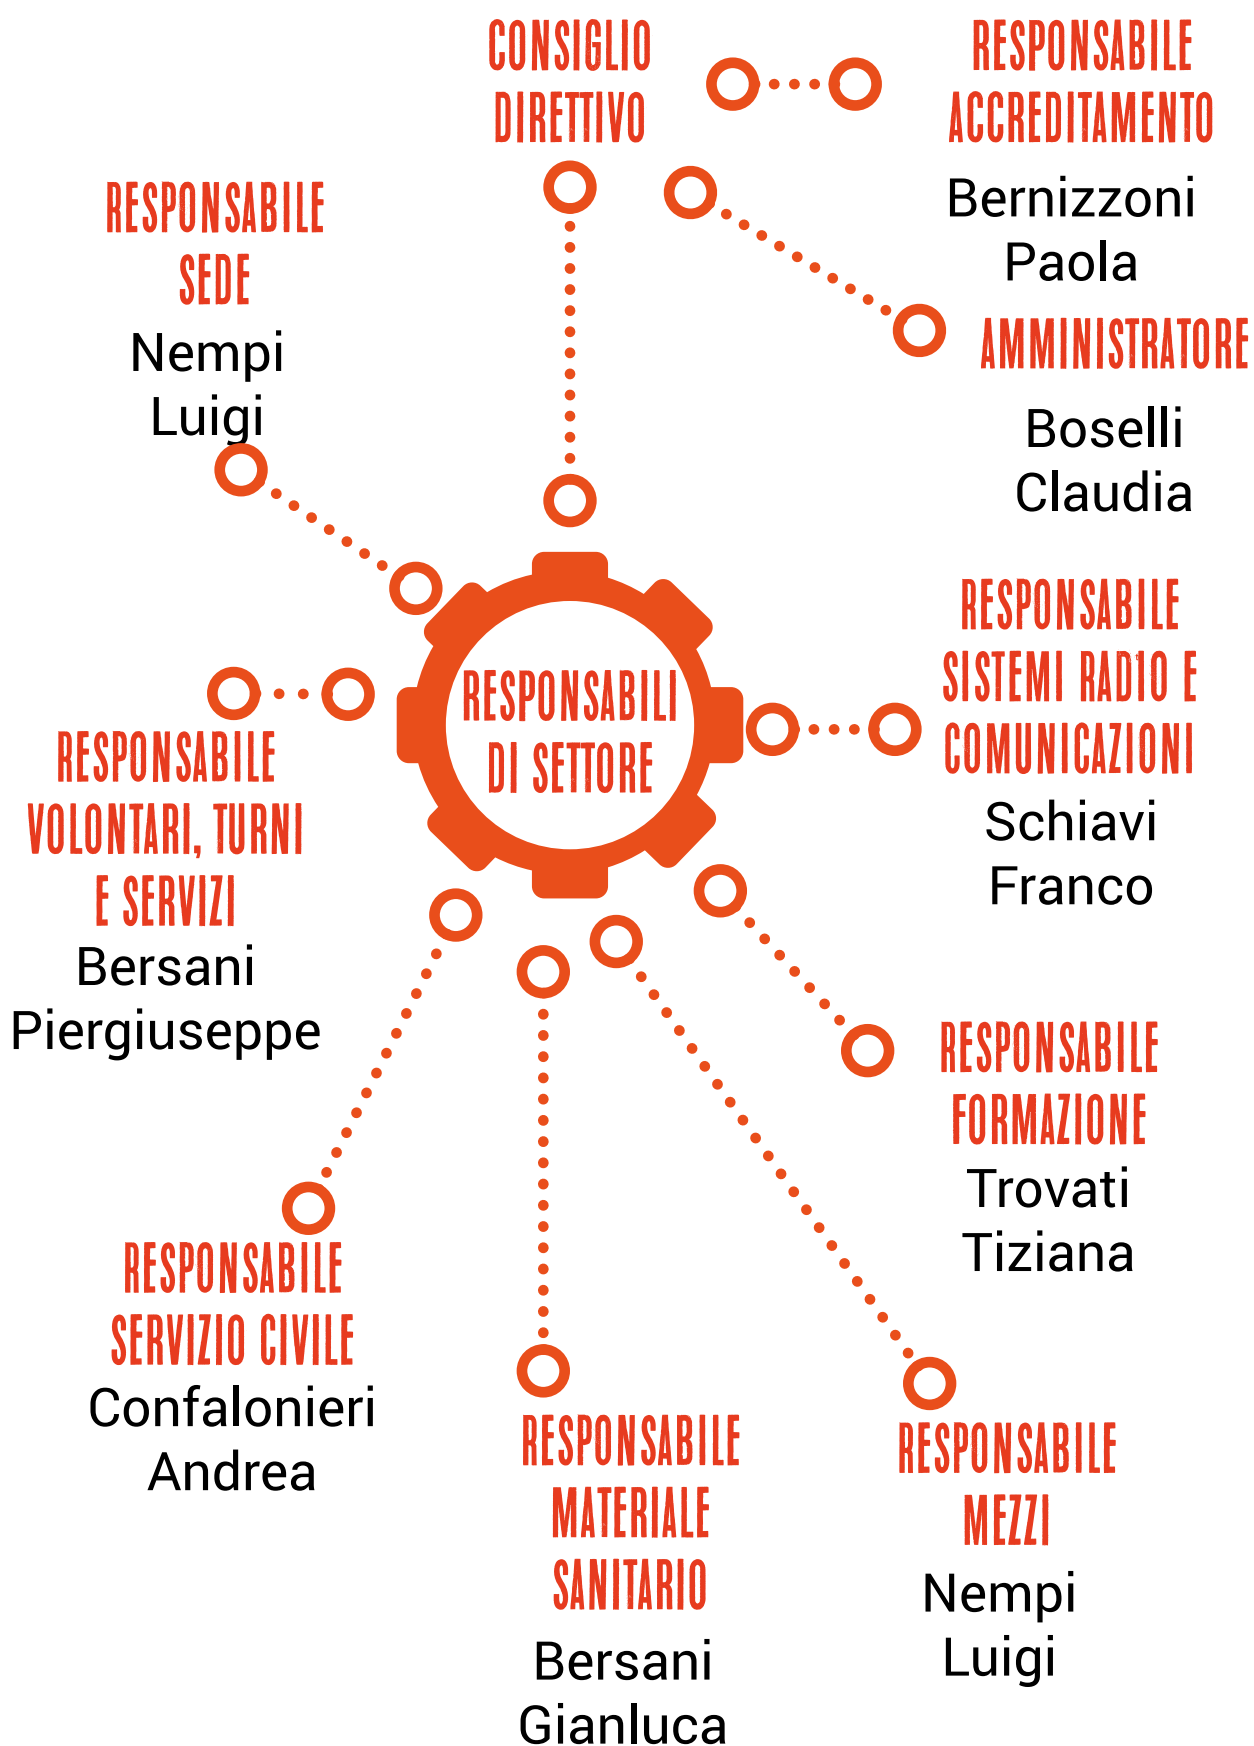 CONSIGLIO
DIRETTIVO
RESPONSABILE
ACCREDITAMENTO
Bernizzoni
Paola
AMMINISTRATORE
Boselli
Claudia
RESPONSABILE
SEDE
Nempi
Luigi
RESPONSABILI
DI SETTORE
RESPONSABILE
SISTEMI RADIO E
COMUNICAZIONI
Schiavi
Franco
RESPONSABILE
VOLONTARI, TURNI
E SERVIZI
Bersani
Piergiuseppe
RESPONSABILE
FORMAZIONE
Trovati
Tiziana
RESPONSABILE
SERVIZIO CIVILE
Confalonieri
Andrea
RESPONSABILE
MATERIALE
SANITARIO
Bersani
Gianluca
RESPONSABILE
MEZZI
Nempi
Luigi